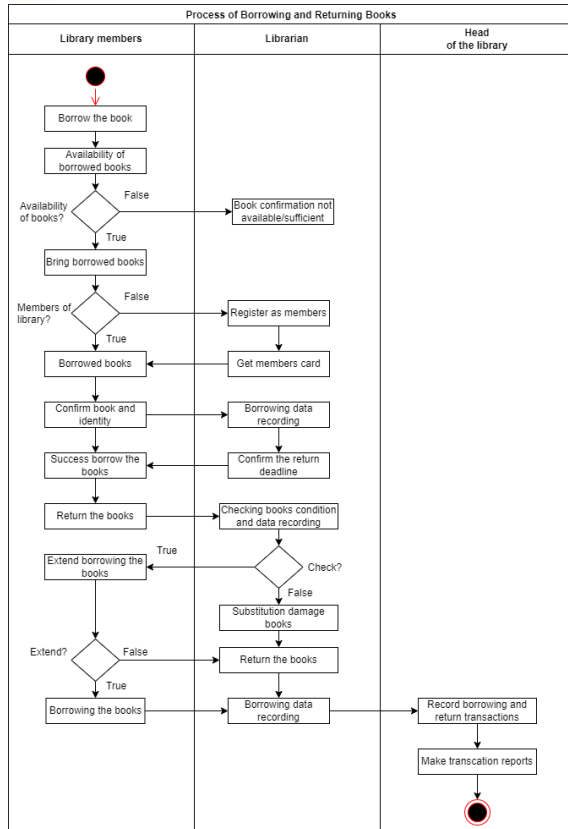 Process of Borrowing and Returning Books
Library members
Librarian
Head
of the library
Borrow the book
Availability of
borrowed books
False
Availability
of books?
Book confirmation not
available/sufficient
True
Bring borrowed books
False
Members of
library?
Register as members
True
Borrowed books
Get members card
Confirm book and
identity
Borrowing data
recording
Success borrow the
books
Confirm the return
deadline
Return the books
Checking books condition
and data recording
True
Extend borrowing the
books
Check?
False
Substitution damage
books
Extend?
False
Return the books
True
Borrowing the books
Borrowing data
recording
Record borrowing and
return transactions
Make transcation reports